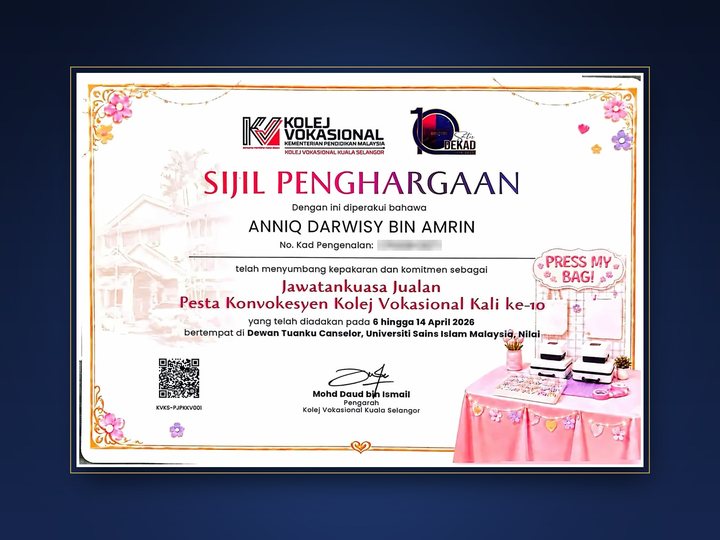 KV KOLEJ VOKASIONAL
KEMENTERIAN PENDIDIKAN MALAYSIA
KOLEJ VOKASIONAL KUALA SELANGOR
10 DEKAD
SIJIL PENGHARGAAN
Dengan ini diperakui bahawa
ANNIQ DARWISY BIN AMRIN
No. Kad Pengenalan:
telah menyumbang kepakaran dan komitmen sebagai
Jawatankuasa Jualan
Pesta Konvokesyen Kolej Vokasional Kali ke-10
yang telah diadakan pada 6 hingga 14 April 2026
bertempat di Dewan Tuanku Canselor, Universiti Sains Islam Malaysia, Nilai
PRESS MY
BAG!
KVKS-PJPKKV001
Mohd Daud bin Ismail
Pengarah
Kolej Vokasional Kuala Selangor